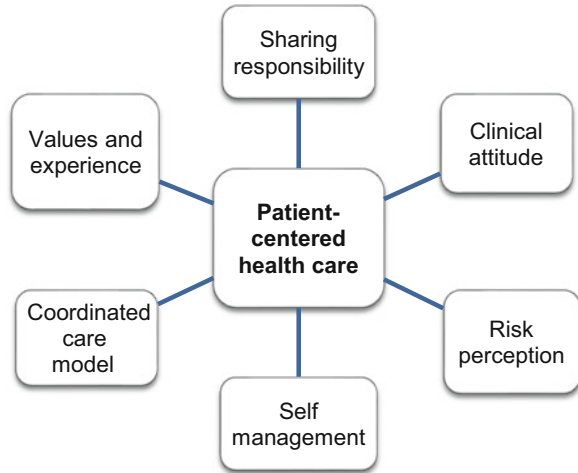 Sharing
responsibility
Values and
experience
Clinical
attitude
Patient-
centered
health care
Coordinated
care
model
Risk
perception
Self
management